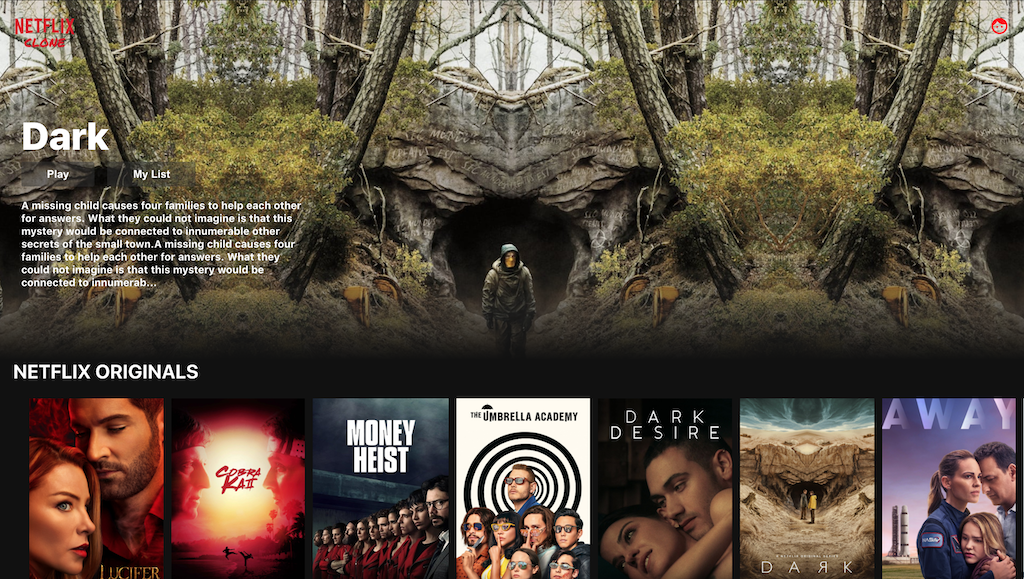 NETFLIX
CLONE
Dark
Play
My List
A missing child causes four families to help each other
for answers. What they could not imagine is that this
mystery would be connected to innumerable other
secrets of the small town.A missing child causes four
families to help each other for answers. What they
could not imagine is that this mystery would be
connected to innumerab...
NETFLIX ORIGINALS
LUCIFER
COBRA
KAI
MONEY
HEIST
THE UMBRELLA ACADEMY
DARK
DESIRE
A NETFLIX ORIGINAL SERIES
DARK
AWAY